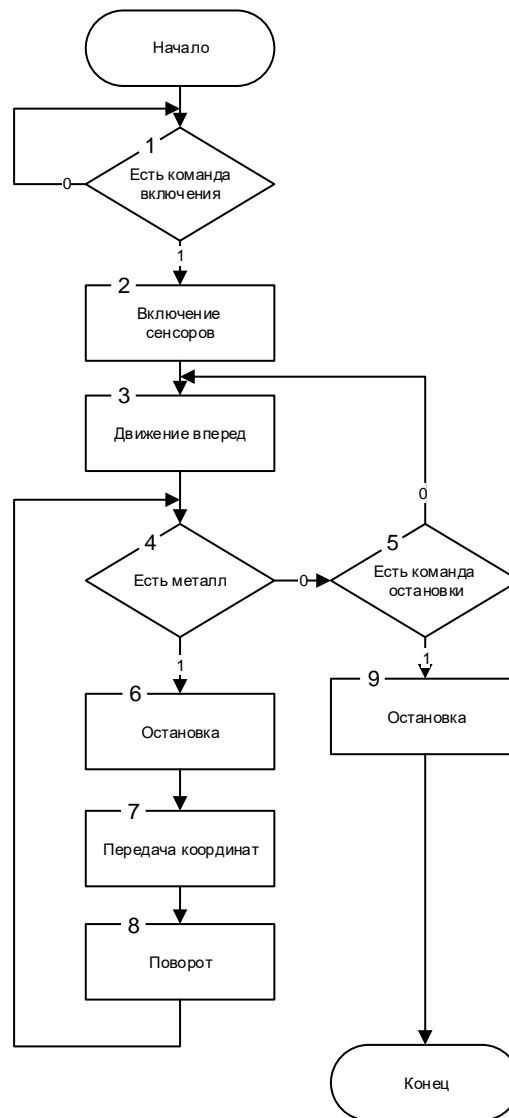 Начало
1
Есть команда
включения
0
1
2
Включение
сенсоров
3
Движение вперед
0
4
Есть металл
0
5
Есть команда
остановки
1
1
6
Остановка
9
Остановка
7
Передача координат
8
Поворот
Конец